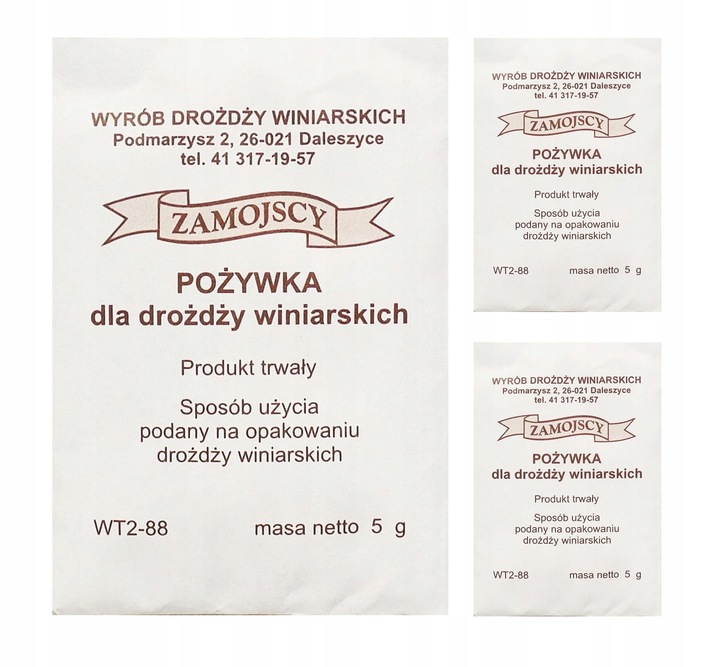 WYRÓB DROŻDŻY WINIARSKICH
Podmarzysz 2, 26-021 Daleszyce
tel. 41 317-19-57
ZAMOJSCY
POŻYWKA
dla drożdży winiarskich
Produkt trwały
Sposób użycia
podany na opakowaniu
drożdży winiarskich
WT2-88 masa netto 5 g
WYRÓB DROŻDŻY WINIARSKICH
Podmarzysz 2, 26-021 Daleszyce
tel. 41 317-19-57
ZAMOJSCY
POŻYWKA
dla drożdży winiarskich
Produkt trwały
Sposób użycia
podany na opakowaniu
drożdży winiarskich
WT2-88 masa netto 5 g
WYRÓB DROŻDŻY WINIARSKICH
Podmarzysz 2, 26-021 Daleszyce
tel. 41 317-19-57
ZAMOJSCY
POŻYWKA
dla drożdży winiarskich
Produkt trwały
Sposób użycia
podany na opakowaniu
drożdży winiarskich
WT2-88 masa netto 5 g